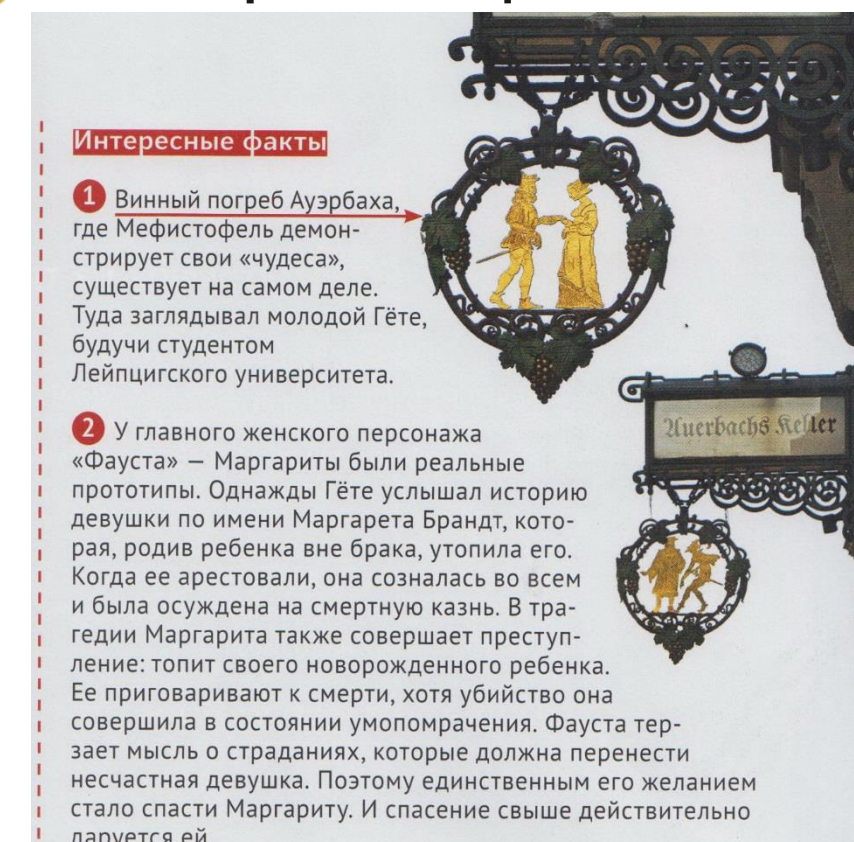 Интересные факты
1 Винный погреб Ауэрбаха,
где Мефистофель демон-
стрирует свои «чудеса»,
существует на самом деле.
Туда заглядывал молодой Гёте,
будучи студентом
Лейпцигского университета.
Auerbachs Keller
2 У главного женского персонажа
«Фауста» — Маргариты были реальные
прототипы. Однажды Гёте услышал историю
девушки по имени Маргарета Брандт, кото-
рая, родив ребенка вне брака, утопила его.
Когда ее арестовали, она созналась во всем
и была осуждена на смертную казнь. В тра-
гедии Маргарита также совершает преступ-
ление: топит своего новорожденного ребенка.
Ее приговаривают к смерти, хотя убийство она
совершила в состоянии умопомрачения. Фауста тер-
зает мысль о страданиях, которые должна перенести
несчастная девушка. Поэтому единственным его желанием
стало спасти Маргариту. И спасение свыше действительно
даруется ей